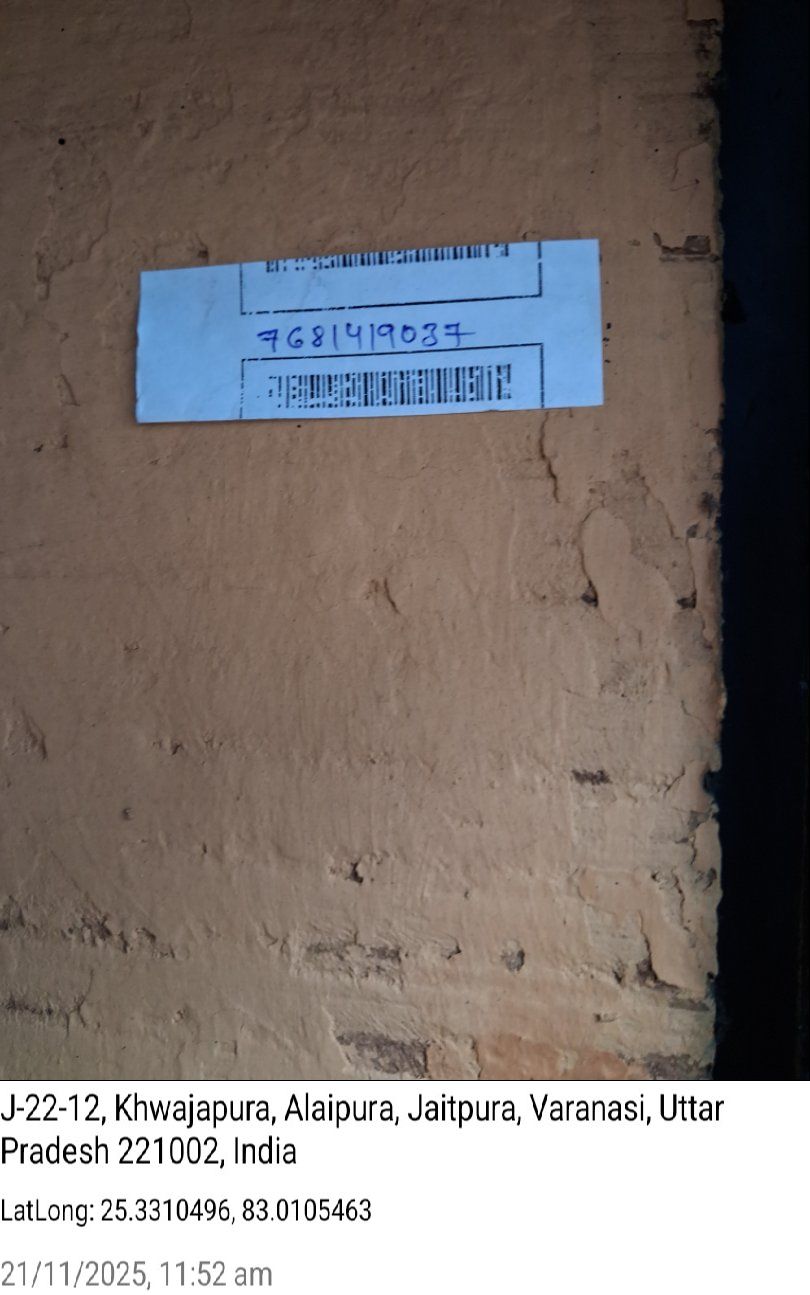 7681419037
J-22-12, Khwajapura, Alaipura, Jaitpura, Varanasi, Uttar
Pradesh 221002, India
LatLong: 25.3310496, 83.0105463
21/11/2025, 11:52 am